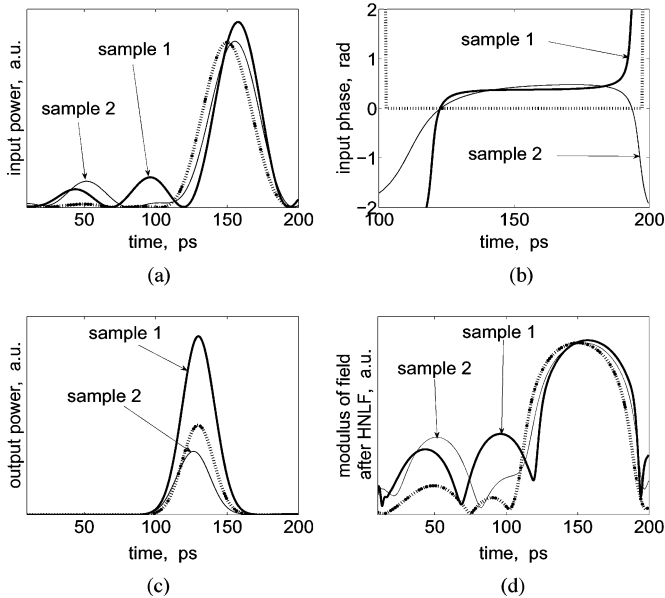 input power, a.u.
sample 1
sample 2
50
100
150
200
time, ps
(a)
input phase, rad
2
1
0
−1
−2
sample 1
sample 2
100
150
200
time, ps
(b)
output power, a.u.
sample 1
sample 2
50
100
150
200
time, ps
(c)
modulus of field
after HNLF, a.u.
sample 1
sample 2
50
100
150
200
time, ps
(d)